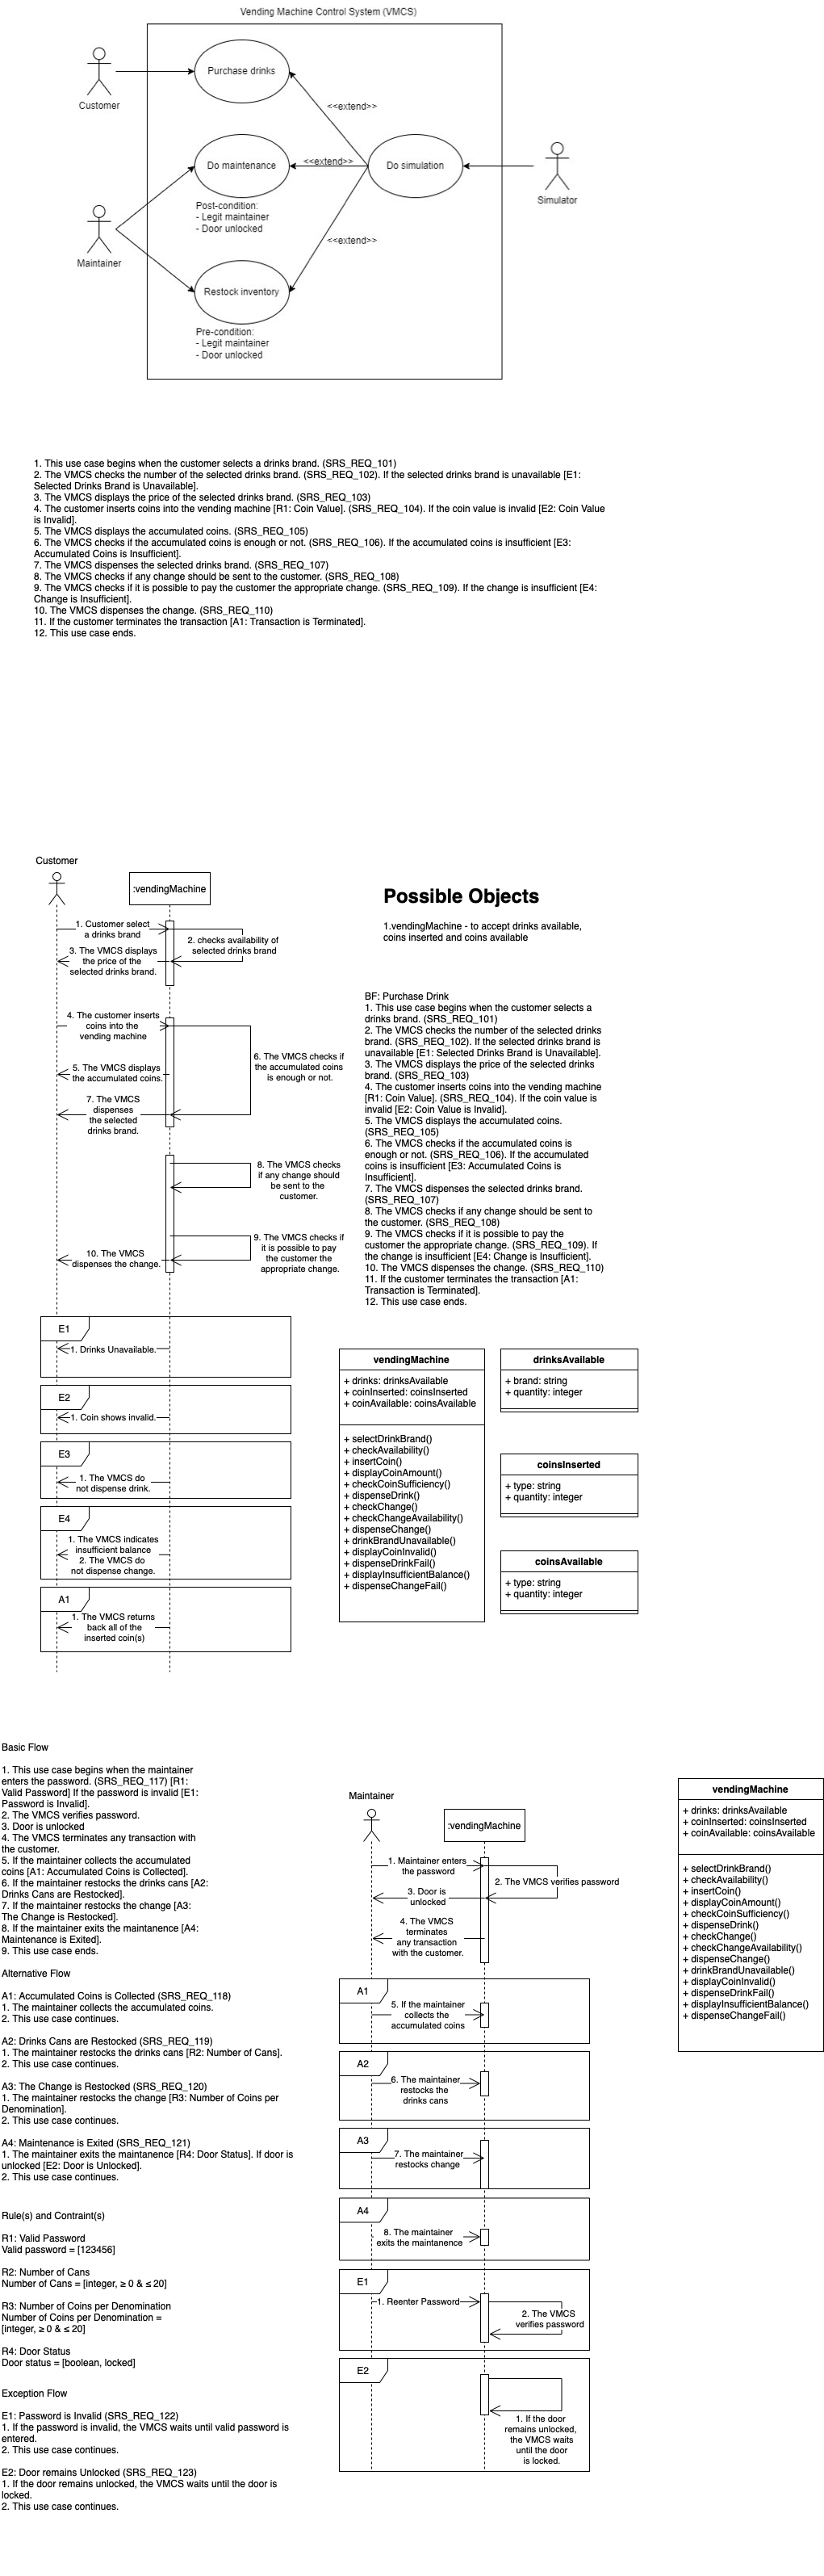 Vending Machine Control System (VMCS)
Customer
Purchase drinks
<<extend>>
Do maintenance
<<extend>>
Do simulation
Simulator
Post-condition:
- Legit maintainer
- Door unlocked
Maintainer
<<extend>>
Restock inventory
Pre-condition:
- Legit maintainer
- Door unlocked
1. This use case begins when the customer selects a drinks brand. (SRS_REQ_101)
2. The VMCS checks the number of the selected drinks brand. (SRS_REQ_102). If the selected drinks brand is unavailable [E1:
Selected Drinks Brand is Unavailable].
3. The VMCS displays the price of the selected drinks brand. (SRS_REQ_103)
4. The customer inserts coins into the vending machine [R1: Coin Value]. (SRS_REQ_104). If the coin value is invalid [E2: Coin Value
is Invalid].
5. The VMCS displays the accumulated coins. (SRS_REQ_105)
6. The VMCS checks if the accumulated coins is enough or not. (SRS_REQ_106). If the accumulated coins is insufficient [E3:
Accumulated Coins is Insufficient].
7. The VMCS dispenses the selected drinks brand. (SRS_REQ_107)
8. The VMCS checks if any change should be sent to the customer. (SRS_REQ_108)
9. The VMCS checks if it is possible to pay the customer the appropriate change. (SRS_REQ_109). If the change is insufficient [E4:
Change is Insufficient].
10. The VMCS dispenses the change. (SRS_REQ_110)
11. If the customer terminates the transaction [A1: Transaction is Terminated].
12. This use case ends.
Customer
:vendingMachine
1. Customer select
a drinks brand
2. checks availability of
selected drinks brand
3. The VMCS displays
the price of the
selected drinks brand.
4. The customer inserts
coins into the
vending machine
5. The VMCS displays
the accumulated coins.
6. The VMCS checks if
the accumulated coins
is enough or not.
7. The VMCS
dispenses
the selected
drinks brand.
8. The VMCS checks
if any change should
be sent to the
customer.
9. The VMCS checks if
it is possible to pay
the customer the
appropriate change.
10. The VMCS
dispenses the change.
E1
1. Drinks Unavailable.
E2
1. Coin shows invalid.
E3
1. The VMCS do
not dispense drink.
E4
1. The VMCS indicates
insufficient balance
2. The VMCS do
not dispense change.
A1
1. The VMCS returns
back all of the
inserted coin(s)
Possible Objects
1.vendingMachine - to accept drinks available,
coins inserted and coins available
BF: Purchase Drink
1. This use case begins when the customer selects a
drinks brand. (SRS_REQ_101)
2. The VMCS checks the number of the selected drinks
brand. (SRS_REQ_102). If the selected drinks brand is
unavailable [E1: Selected Drinks Brand is Unavailable].
3. The VMCS displays the price of the selected drinks
brand. (SRS_REQ_103)
4. The customer inserts coins into the vending machine
[R1: Coin Value]. (SRS_REQ_104). If the coin value is
invalid [E2: Coin Value is Invalid].
5. The VMCS displays the accumulated coins.
(SRS_REQ_105)
6. The VMCS checks if the accumulated coins is
enough or not. (SRS_REQ_106). If the accumulated
coins is insufficient [E3: Accumulated Coins is
Insufficient].
7. The VMCS dispenses the selected drinks brand.
(SRS_REQ_107)
8. The VMCS checks if any change should be sent to
the customer. (SRS_REQ_108)
9. The VMCS checks if it is possible to pay the
customer the appropriate change. (SRS_REQ_109). If
the change is insufficient [E4: Change is Insufficient].
10. The VMCS dispenses the change. (SRS_REQ_110)
11. If the customer terminates the transaction [A1:
Transaction is Terminated].
12. This use case ends.
vendingMachine
+ drinks: drinksAvailable
+ coinInserted: coinsInserted
+ coinAvailable: coinsAvailable
+ selectDrinkBrand()
+ checkAvailability()
+ insertCoin()
+ displayCoinAmount()
+ checkCoinSufficiency()
+ dispenseDrink()
+ checkChange()
+ checkChangeAvailability()
+ dispenseChange()
+ drinkBrandUnavailable()
+ displayCoinInvalid()
+ dispenseDrinkFail()
+ displayInsufficientBalance()
+ dispenseChangeFail()
drinksAvailable
+ brand: string
+ quantity: integer
coinsInserted
+ type: string
+ quantity: integer
coinsAvailable
+ type: string
+ quantity: integer
Basic Flow
1. This use case begins when the maintainer
enters the password. (SRS_REQ_117) [R1:
Valid Password] If the password is invalid [E1:
Password is Invalid].
2. The VMCS verifies password.
3. Door is unlocked
4. The VMCS terminates any transaction with
the customer.
5. If the maintainer collects the accumulated
coins [A1: Accumulated Coins is Collected].
6. If the maintainer restocks the drinks cans [A2:
Drinks Cans are Restocked].
7. If the maintainer restocks the change [A3:
The Change is Restocked].
8. If the maintainer exits the maintanence [A4:
Maintenance is Exited].
9. This use case ends.
Alternative Flow
A1: Accumulated Coins is Collected (SRS_REQ_118)
1. The maintainer collects the accumulated coins.
2. This use case continues.
A2: Drinks Cans are Restocked (SRS_REQ_119)
1. The maintainer restocks the drinks cans [R2: Number of Cans].
2. This use case continues.
A3: The Change is Restocked (SRS_REQ_120)
1. The maintainer restocks the change [R3: Number of Coins per
Denomination].
2. This use case continues.
A4: Maintenance is Exited (SRS_REQ_121)
1. The maintainer exits the maintanence [R4: Door Status]. If door is
unlocked [E2: Door is Unlocked].
2. This use case continues.
Rule(s) and Contraint(s)
R1: Valid Password
Valid password = [123456]
R2: Number of Cans
Number of Cans = [integer, ≥ 0 & ≤ 20]
R3: Number of Coins per Denomination
Number of Coins per Denomination =
[integer, ≥ 0 & ≤ 20]
R4: Door Status
Door status = [boolean, locked]
Exception Flow
E1: Password is Invalid (SRS_REQ_122)
1. If the password is invalid, the VMCS waits until valid password is
entered.
2. This use case continues.
E2: Door remains Unlocked (SRS_REQ_123)
1. If the door remains unlocked, the VMCS waits until the door is
locked.
2. This use case continues.
Maintainer
:vendingMachine
1. Maintainer enters
the password
2. The VMCS verifies password
3. Door is
unlocked
4. The VMCS
terminates
any transaction
with the customer.
A1
5. If the maintainer
collects the
accumulated coins
A2
6. The maintainer
restocks the
drinks cans
A3
7. The maintainer
restocks change
A4
8. The maintainer
exits the maintanence
E1
1. Reenter Password
2. The VMCS
verifies password
E2
1. If the door
remains unlocked,
the VMCS waits
until the door
is locked.
vendingMachine
+ drinks: drinksAvailable
+ coinInserted: coinsInserted
+ coinAvailable: coinsAvailable
+ selectDrinkBrand()
+ checkAvailability()
+ insertCoin()
+ displayCoinAmount()
+ checkCoinSufficiency()
+ dispenseDrink()
+ checkChange()
+ checkChangeAvailability()
+ dispenseChange()
+ drinkBrandUnavailable()
+ displayCoinInvalid()
+ dispenseDrinkFail()
+ displayInsufficientBalance()
+ dispenseChangeFail()